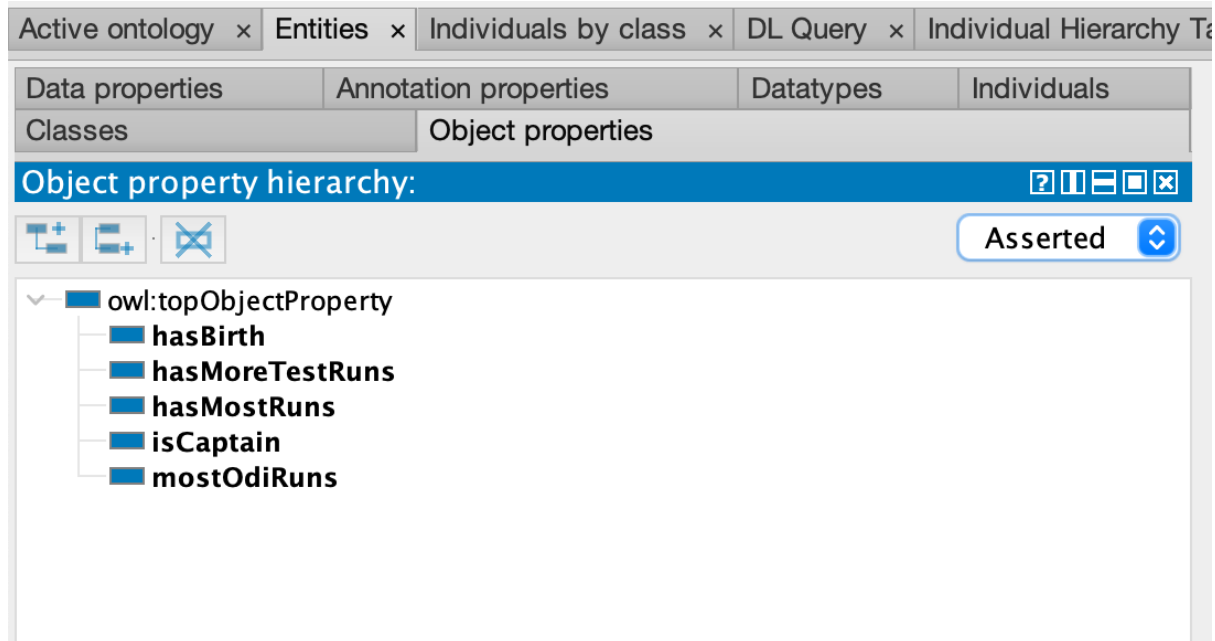 Active ontology × Entities × Individuals by class × DL Query × Individual Hierarchy Ta
Data properties Annotation properties Datatypes Individuals
Classes Object properties
Object property hierarchy:
Asserted
owl:topObjectProperty
hasBirth
hasMoreTestRuns
hasMostRuns
isCaptain
mostOdiRuns